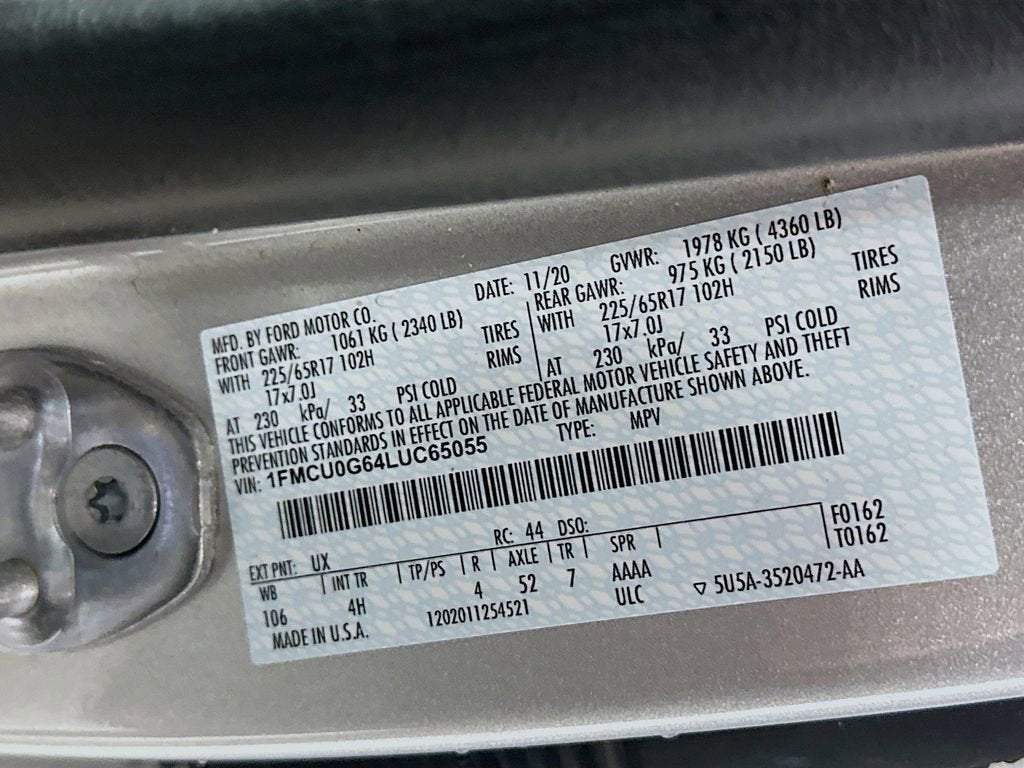 MFD. BY FORD MOTOR CO.
DATE: 11/20 GVWR: 1978 KG ( 4360 LB)
FRONT GAWR: 1061 KG ( 2340 LB)
REAR GAWR: 975 KG ( 2150 LB)
WITH 225/65R17 102H TIRES
WITH 225/65R17 102H TIRES
17x7.0J RIMS
17x7.0J RIMS
AT 230 kPa/ 33 PSI COLD
AT 230 kPa/ 33 PSI COLD
THIS VEHICLE CONFORMS TO ALL APPLICABLE FEDERAL MOTOR VEHICLE SAFETY AND THEFT
PREVENTION STANDARDS IN EFFECT ON THE DATE OF MANUFACTURE SHOWN ABOVE.
VIN: 1FMCU0G64LUC65055 TYPE: MPV
EXT PNT: UX RC: 44 DSO: F0162
WB INT TR TP/PS R AXLE TR SPR T0162
106 4H 4 52 7 AAAA
MADE IN U.S.A. 1202011254521 ULC ▽ 5U5A-3520472-AA